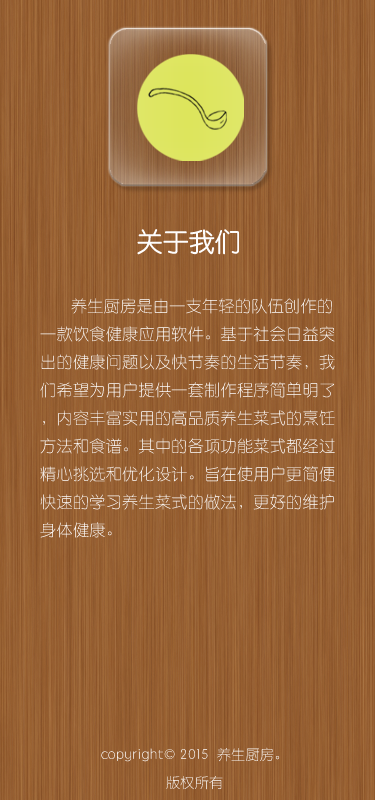 关于我们
养生厨房是由一支年轻的队伍创作的
一款饮食健康应用软件。基于社会日益突
出的健康问题以及快节奏的生活节奏，我
们希望为用户提供一套制作程序简单明了
，内容丰富实用的高品质养生菜式的烹饪
方法和食谱。其中的各项功能菜式都经过
精心挑选和优化设计。旨在使用户更简便
快速的学习养生菜式的做法，更好的维护
身体健康。
copyright© 2015 养生厨房。
版权所有